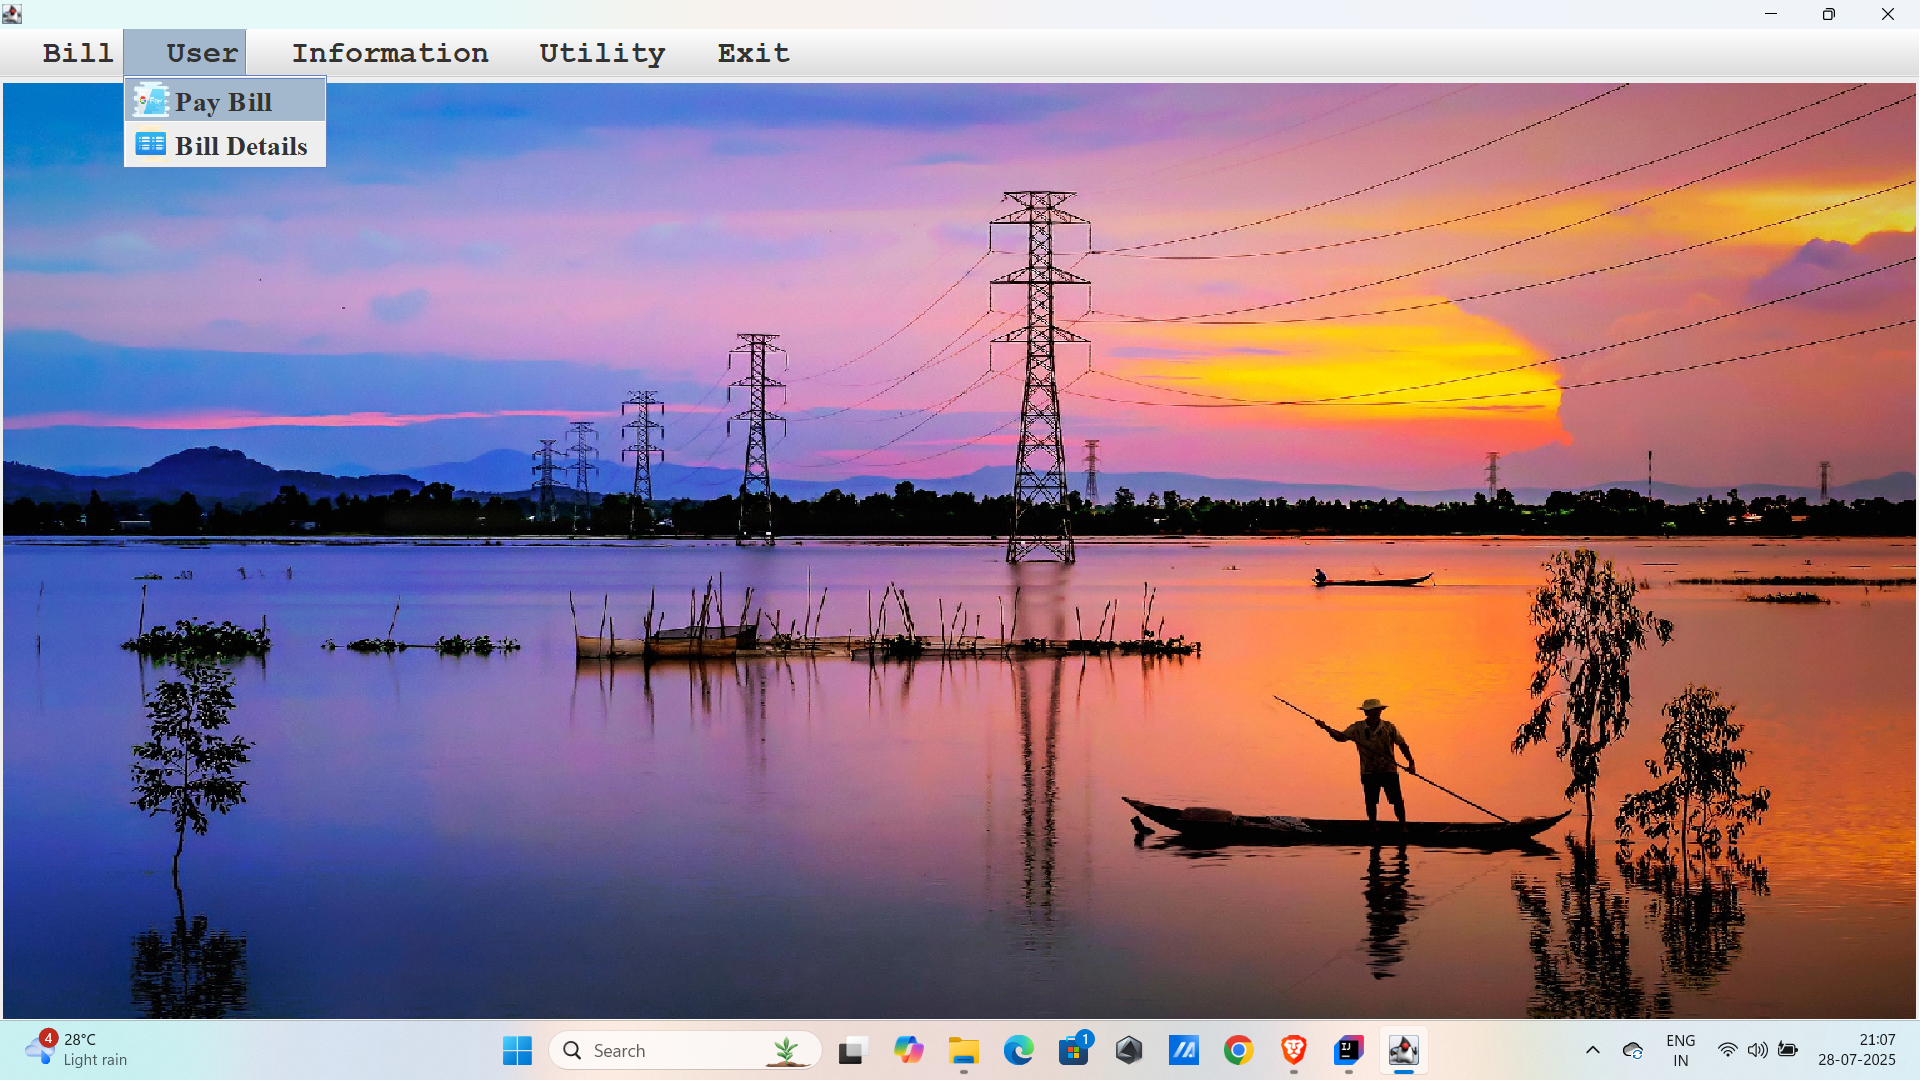 Bill User Information Utility Exit
Pay Bill
Bill Details
4
28°C
Light rain
Search
1
IJ
ENG
IN
21:07
28-07-2025